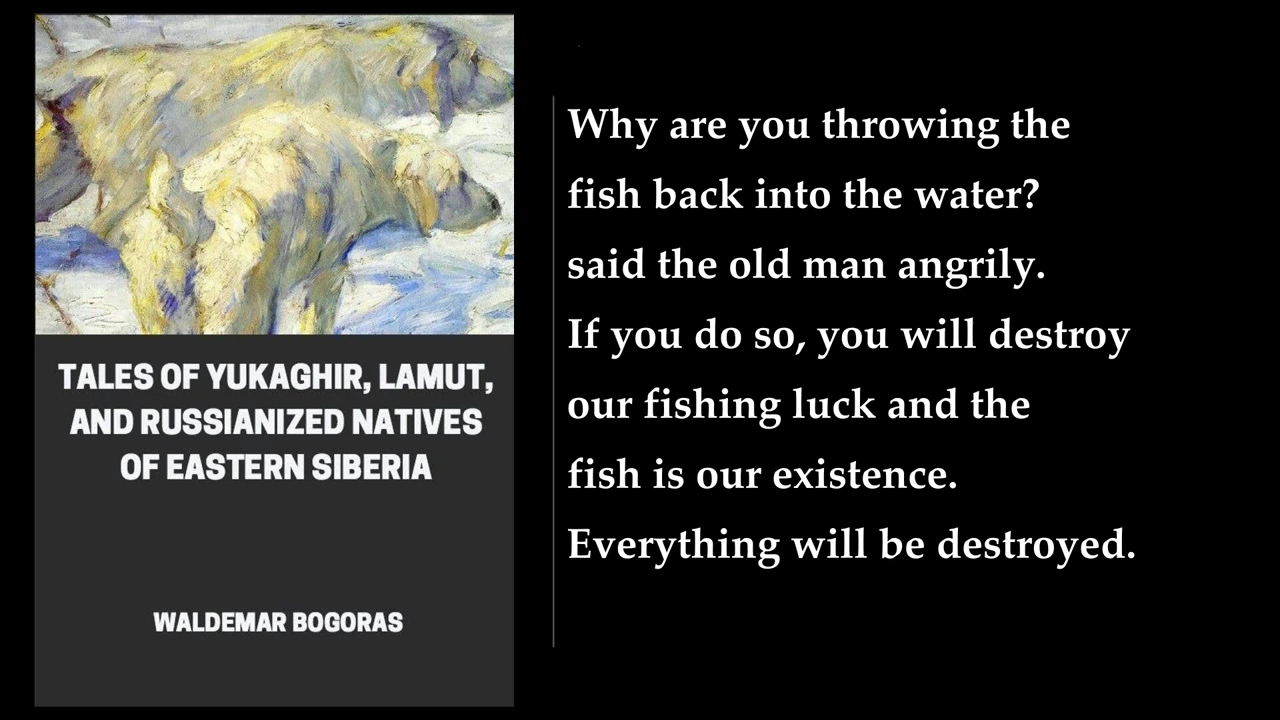 TALES OF YUKAGHIR, LAMUT,
AND RUSSIANIZED NATIVES
OF EASTERN SIBERIA
WALDEMAR BOGORAS
Why are you throwing the
fish back into the water?
said the old man angrily.
If you do so, you will destroy
our fishing luck and the
fish is our existence.
Everything will be destroyed.